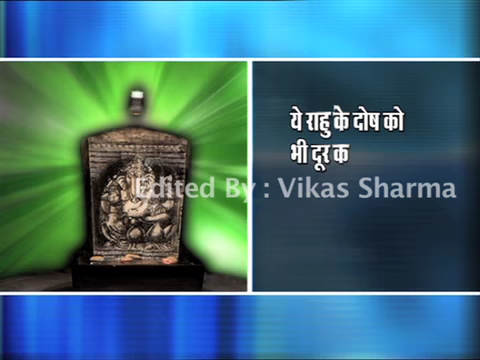 ये राहु के दोष को
भी दूर क
Edited By : Vikas Sharma